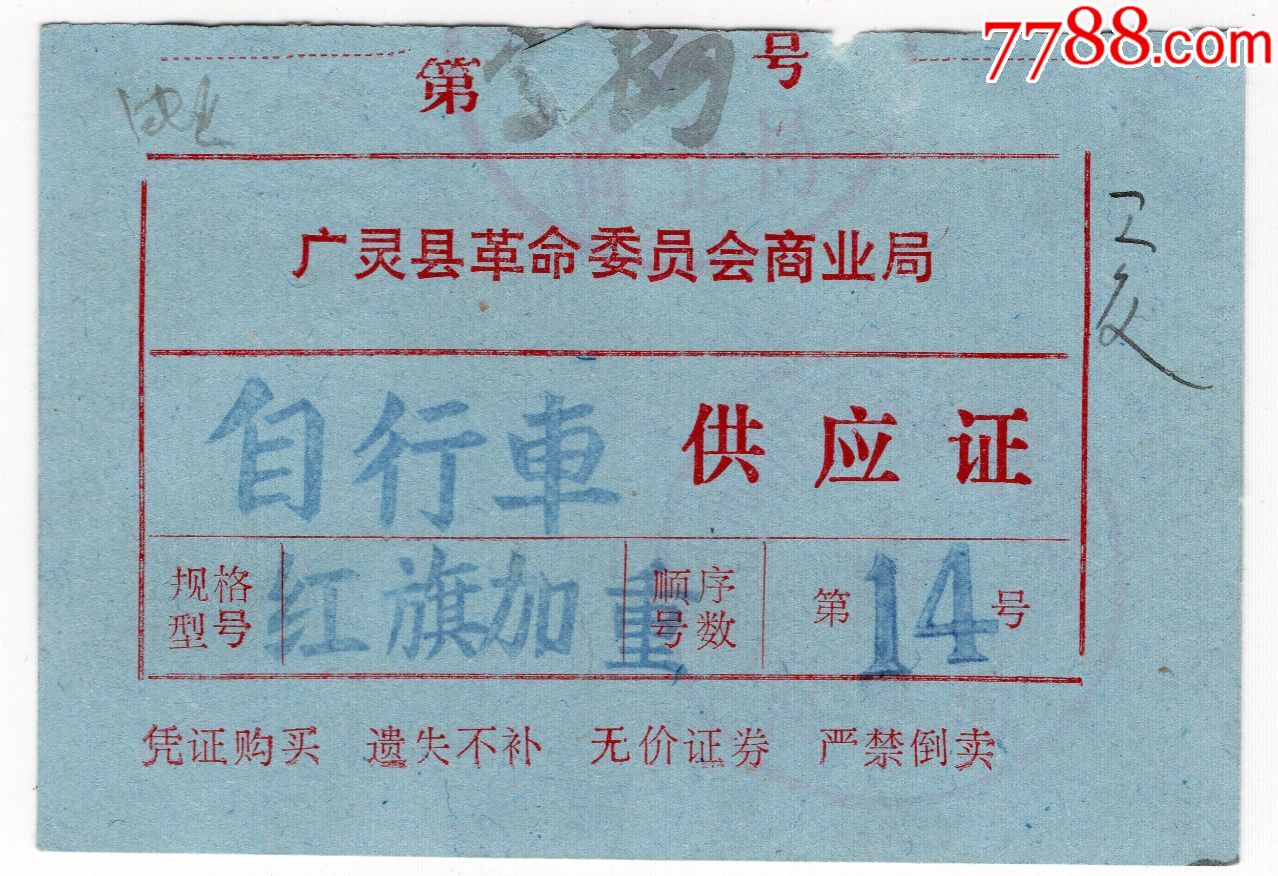 7788.com
第 号
广灵县革命委员会商业局
自行車 供应证
规格型号 红旗加重 顺序号数 第14号
凭证购买 遗失不补 无价证券 严禁倒卖